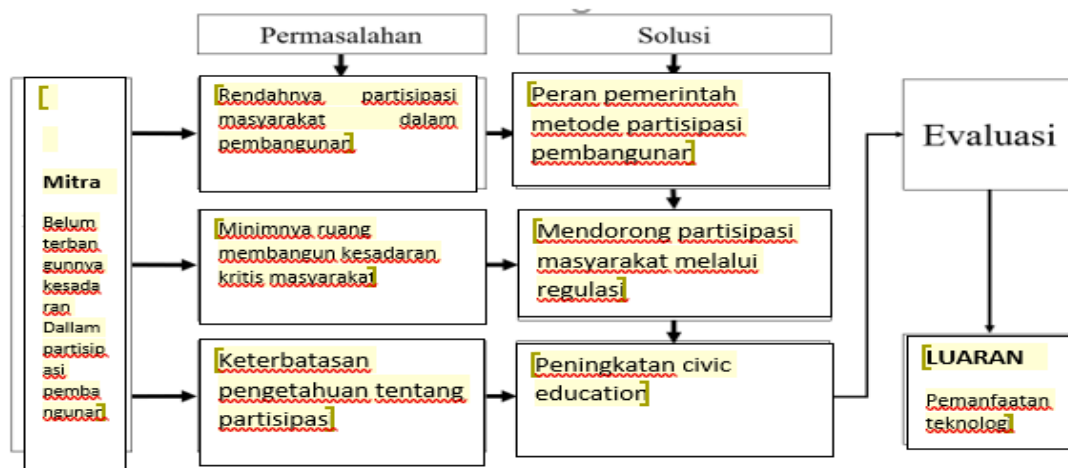 Permasalahan
Solusi
Mitra
Belum
terban
gunnya
kesada
ran
Dallam
partisip
asi
pemba
ngunan
Rendahnya partisipasi
masyarakat dalam
pembangunan
Peran pemerintah
metode partisipasi
pembangunan
Evaluasi
Minimnya ruang
membangun kesadaran
kritis masyarakat
Mendorong partisipasi
masyarakat melalui
regulasi
Keterbatasan
pengetahuan tentang
partisipas
Peningkatan civic
education
LUARAN
Pemanfaatan
teknologi